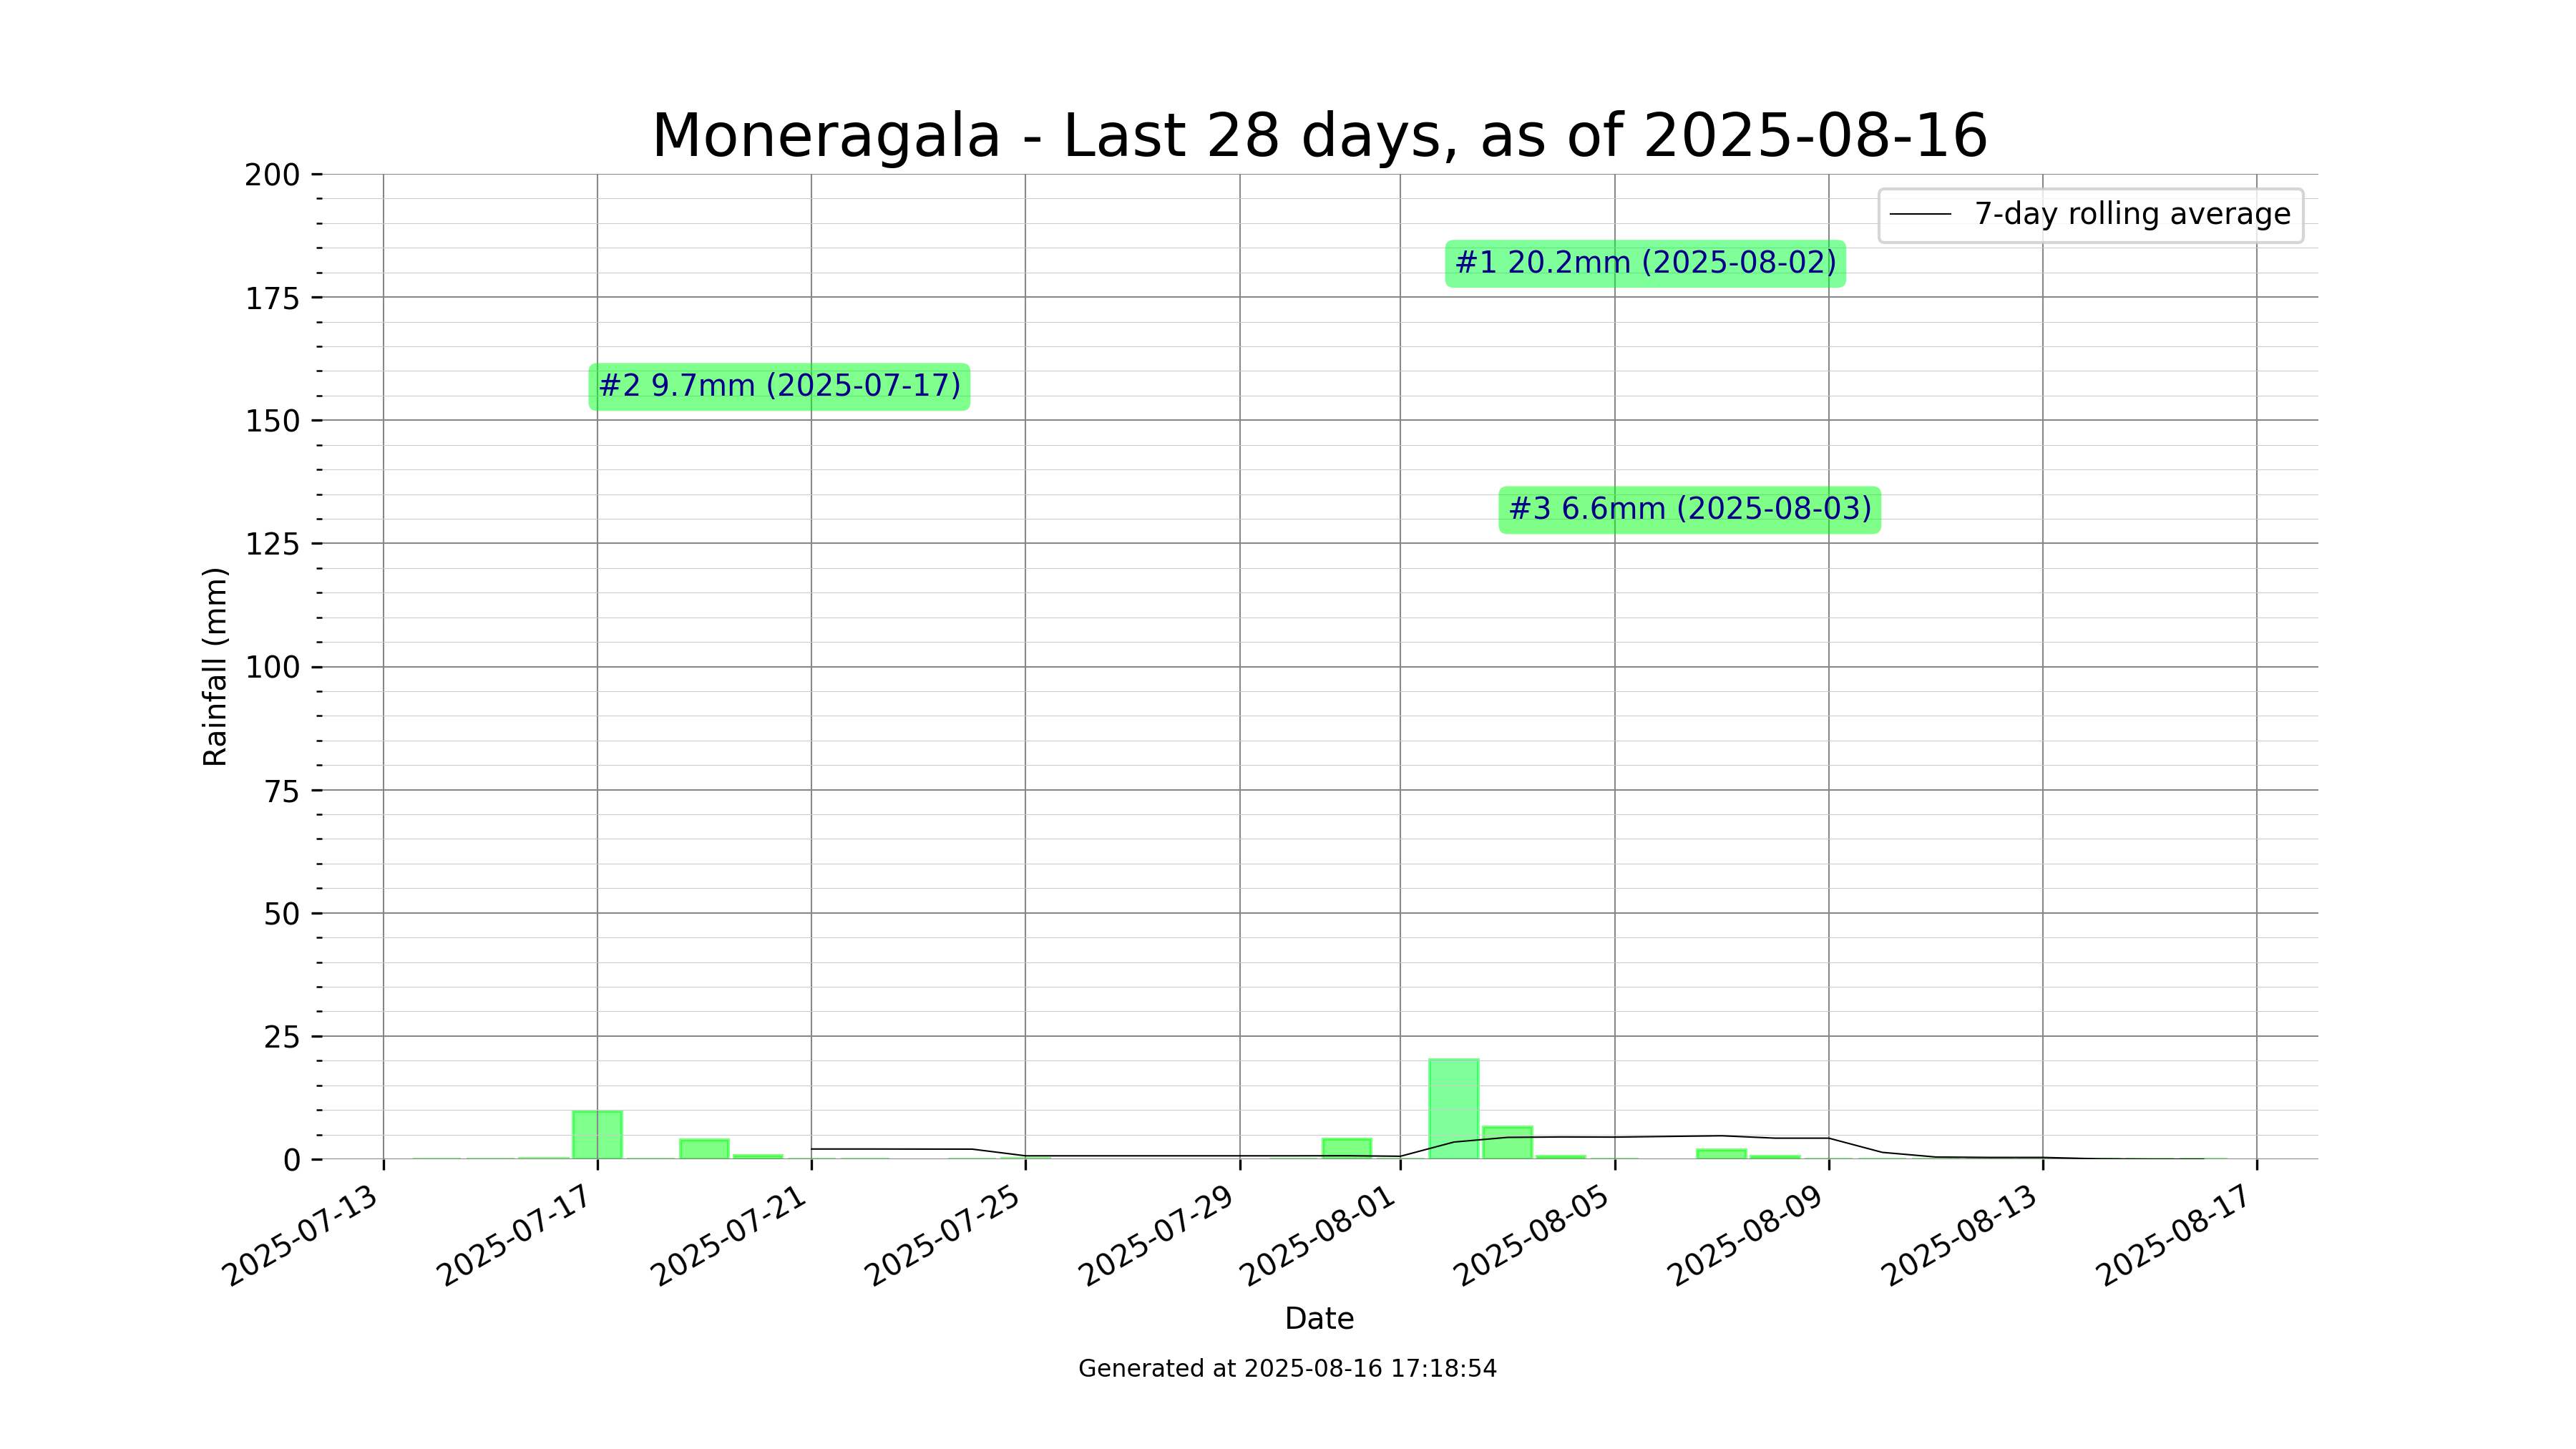 Moneragala - Last 28 days, as of 2025-08-16
7-day rolling average
#1 20.2mm (2025-08-02)
#2 9.7mm (2025-07-17)
#3 6.6mm (2025-08-03)
Rainfall (mm)
200
175
150
125
100
75
50
25
0
2025-07-13
2025-07-17
2025-07-21
2025-07-25
2025-07-29
2025-08-01
2025-08-05
2025-08-09
2025-08-13
2025-08-17
Date
Generated at 2025-08-16 17:18:54